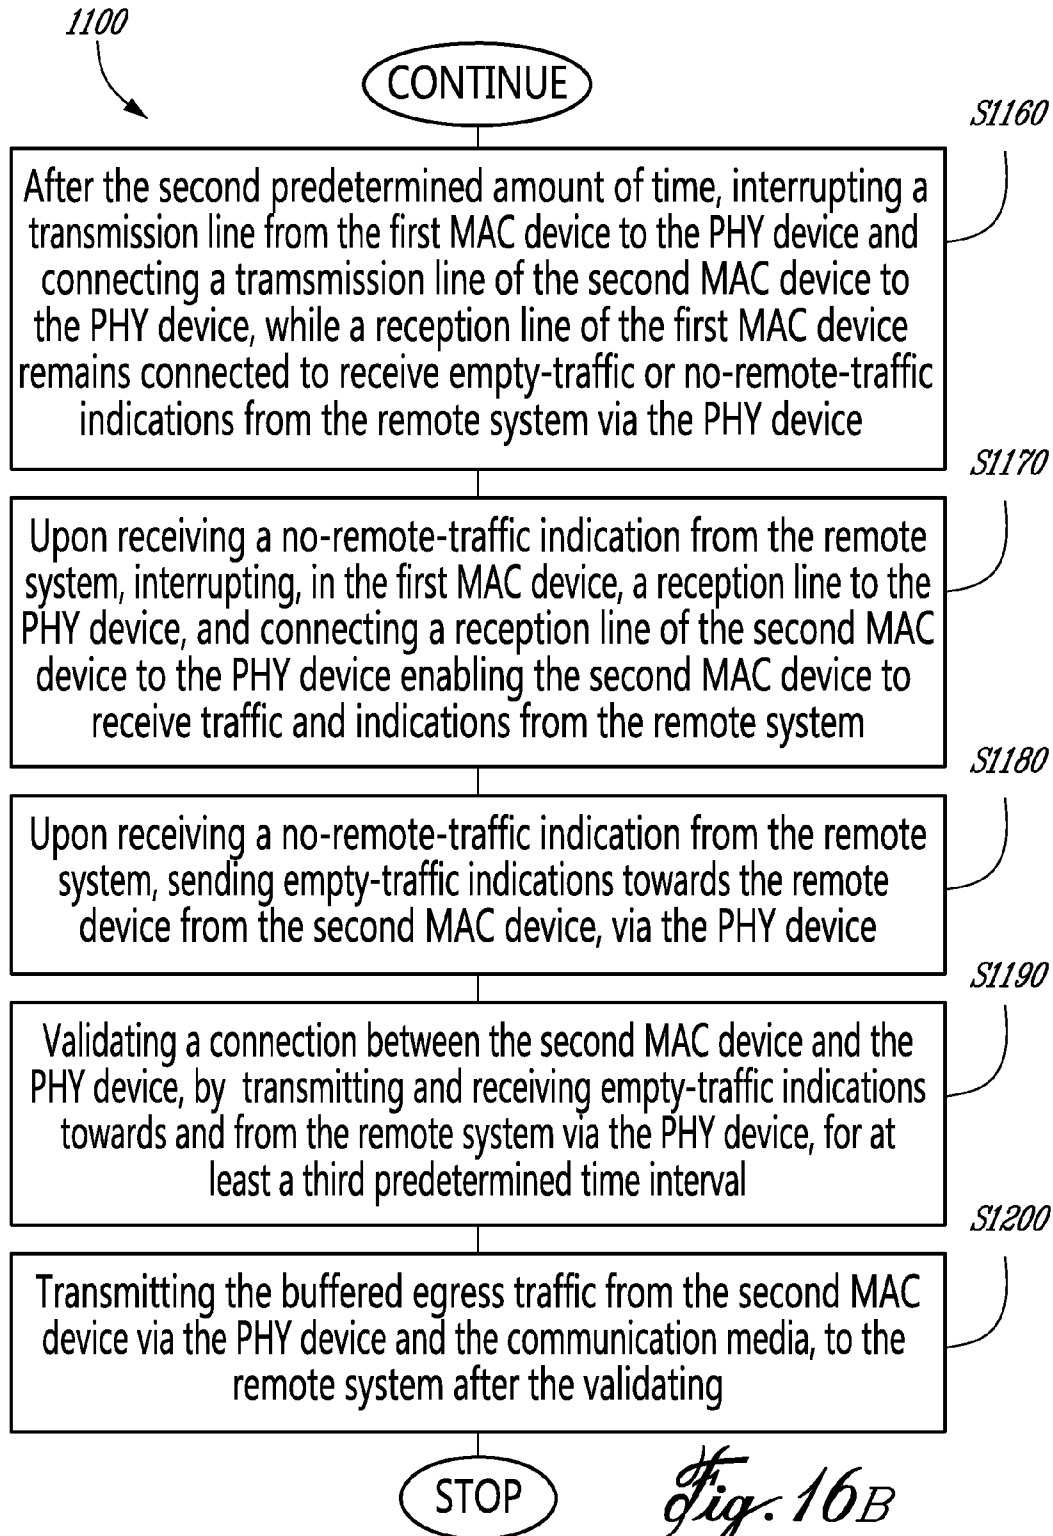 1100
CONTINUE
S1160
After the second predetermined amount of time, interrupting a
transmission line from the first MAC device to the PHY device and
connecting a tramsmission line of the second MAC device to
the PHY device, while a reception line of the first MAC device
remains connected to receive empty-traffic or no-remote-traffic
indications from the remote system via the PHY device
S1170
Upon receiving a no-remote-traffic indication from the remote
system, interrupting, in the first MAC device, a reception line to the
PHY device, and connecting a reception line of the second MAC
device to the PHY device enabling the second MAC device to
receive traffic and indications from the remote system
S1180
Upon receiving a no-remote-traffic indication from the remote
system, sending empty-traffic indications towards the remote
device from the second MAC device, via the PHY device
S1190
Validating a connection between the second MAC device and the
PHY device, by transmitting and receiving empty-traffic indications
towards and from the remote system via the PHY device, for at
least a third predetermined time interval
S1200
Transmitting the buffered egress traffic from the second MAC
device via the PHY device and the communication media, to the
remote system after the validating
STOP
Fig. 16B